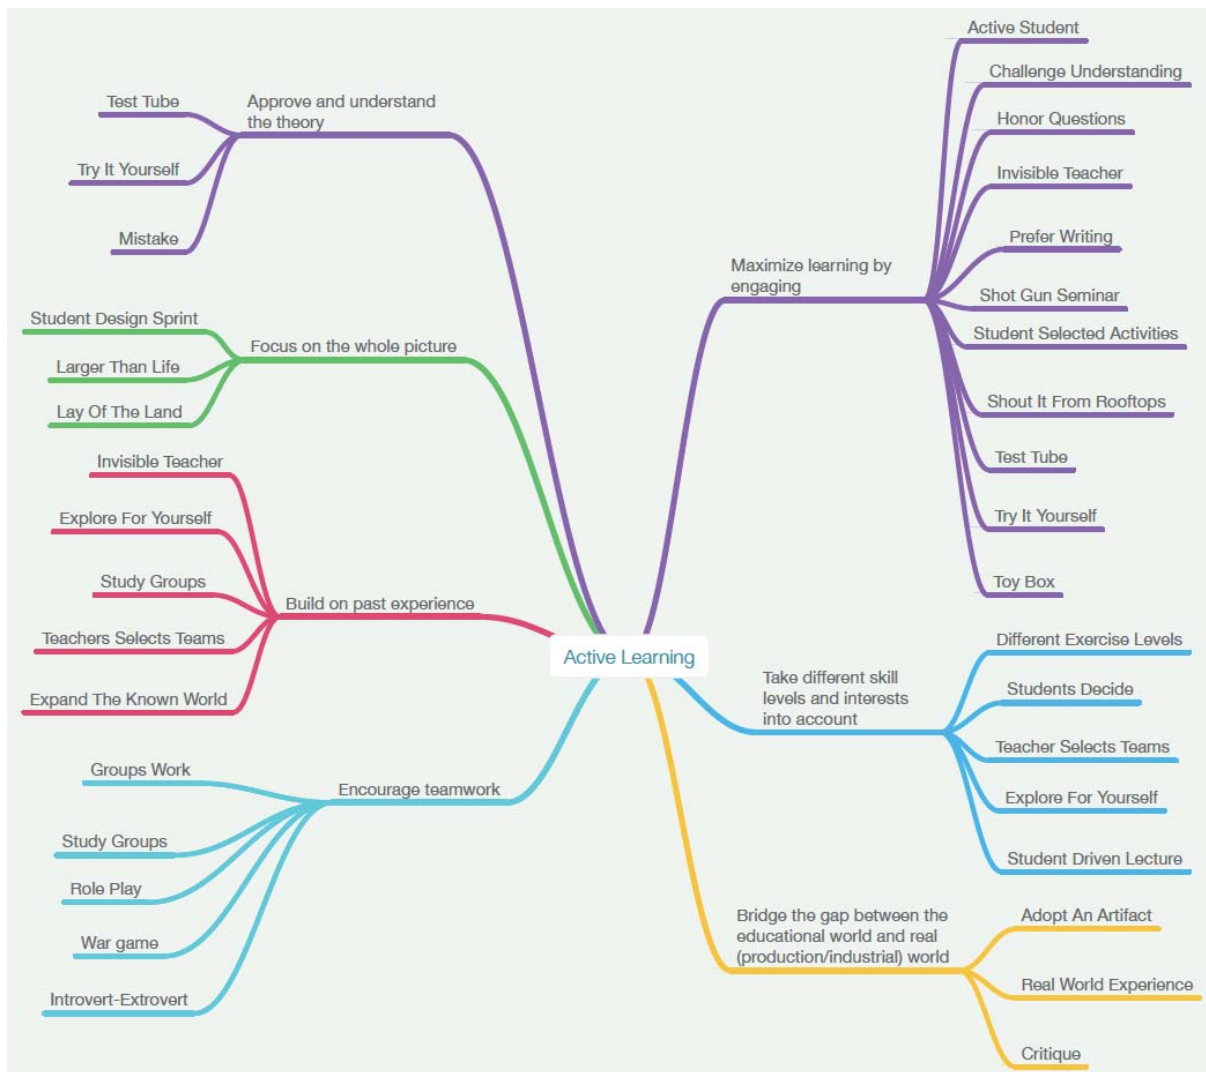 Active Learning
Approve and understand
the theory
Test Tube
Try It Yourself
Mistake
Focus on the whole picture
Student Design Sprint
Larger Than Life
Lay Of The Land
Build on past experience
Invisible Teacher
Explore For Yourself
Study Groups
Teachers Selects Teams
Expand The Known World
Encourage teamwork
Groups Work
Study Groups
Role Play
War game
Introvert-Extrovert
Maximize learning by
engaging
Active Student
Challenge Understanding
Honor Questions
Invisible Teacher
Prefer Writing
Shot Gun Seminar
Student Selected Activities
Shout It From Rooftops
Test Tube
Try It Yourself
Toy Box
Take different skill
levels and interests
into account
Different Exercise Levels
Students Decide
Teacher Selects Teams
Explore For Yourself
Student Driven Lecture
Bridge the gap between the
educational world and real
(production/industrial) world
Adopt An Artifact
Real World Experience
Critique